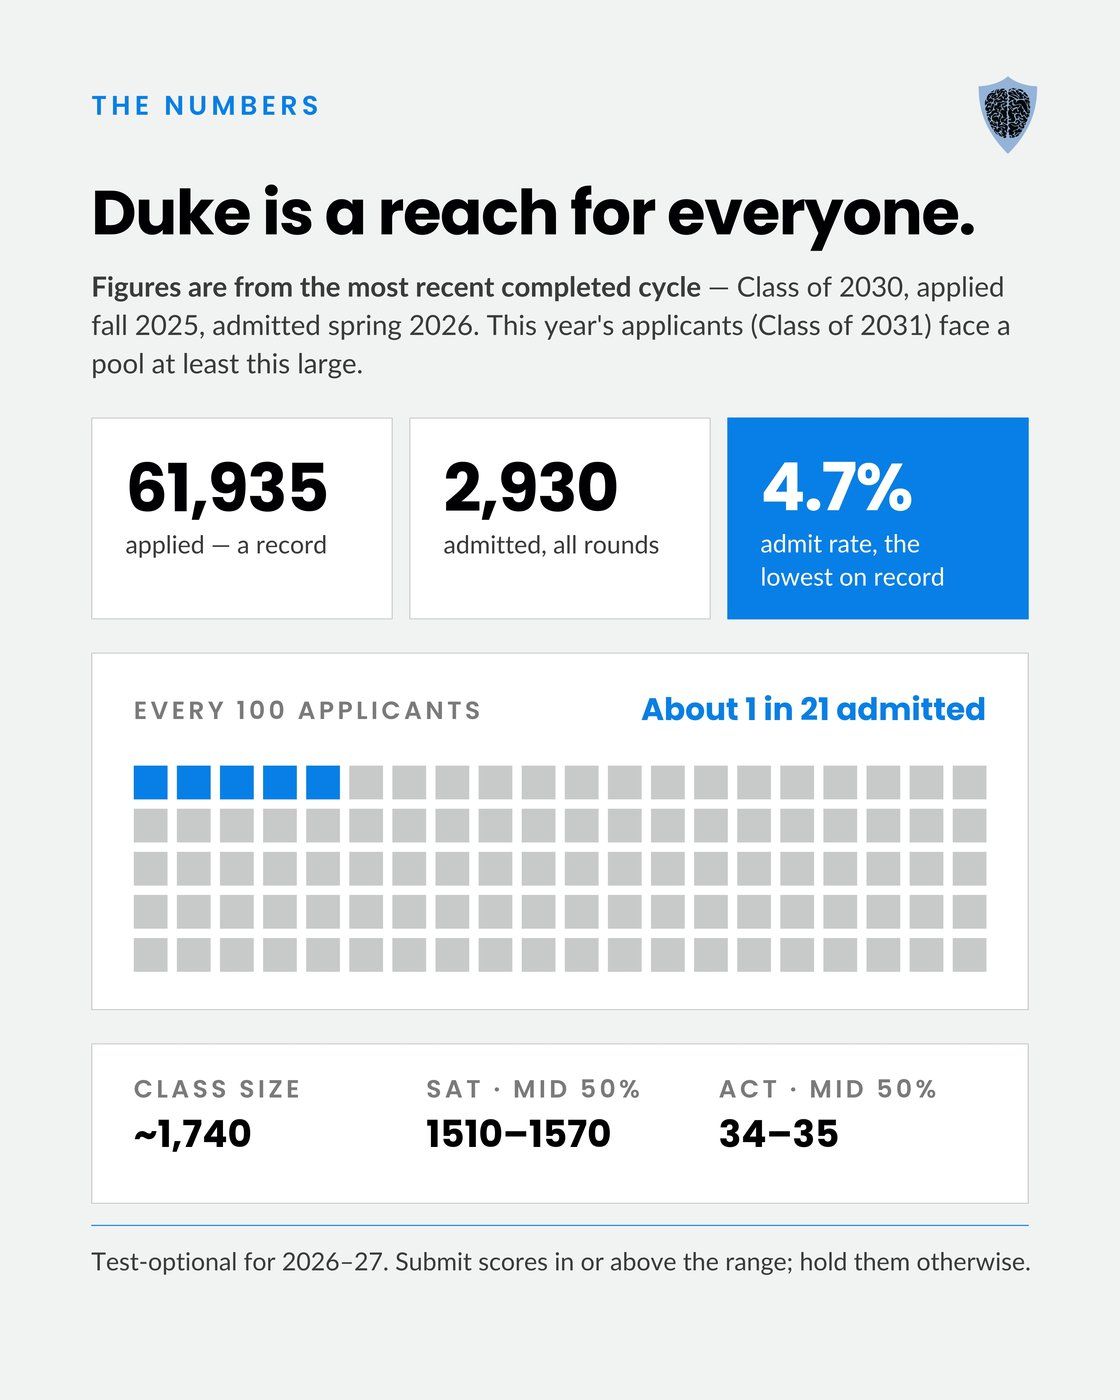 THE NUMBERS
Duke is a reach for everyone.
Figures are from the most recent completed cycle — Class of 2030, applied
fall 2025, admitted spring 2026. This year's applicants (Class of 2031) face a
pool at least this large.
61,935
applied — a record
2,930
admitted, all rounds
4.7%
admit rate, the
lowest on record
EVERY 100 APPLICANTS
About 1 in 21 admitted
CLASS SIZE
~1,740
SAT · MID 50%
1510–1570
ACT · MID 50%
34–35
Test-optional for 2026–27. Submit scores in or above the range; hold them otherwise.